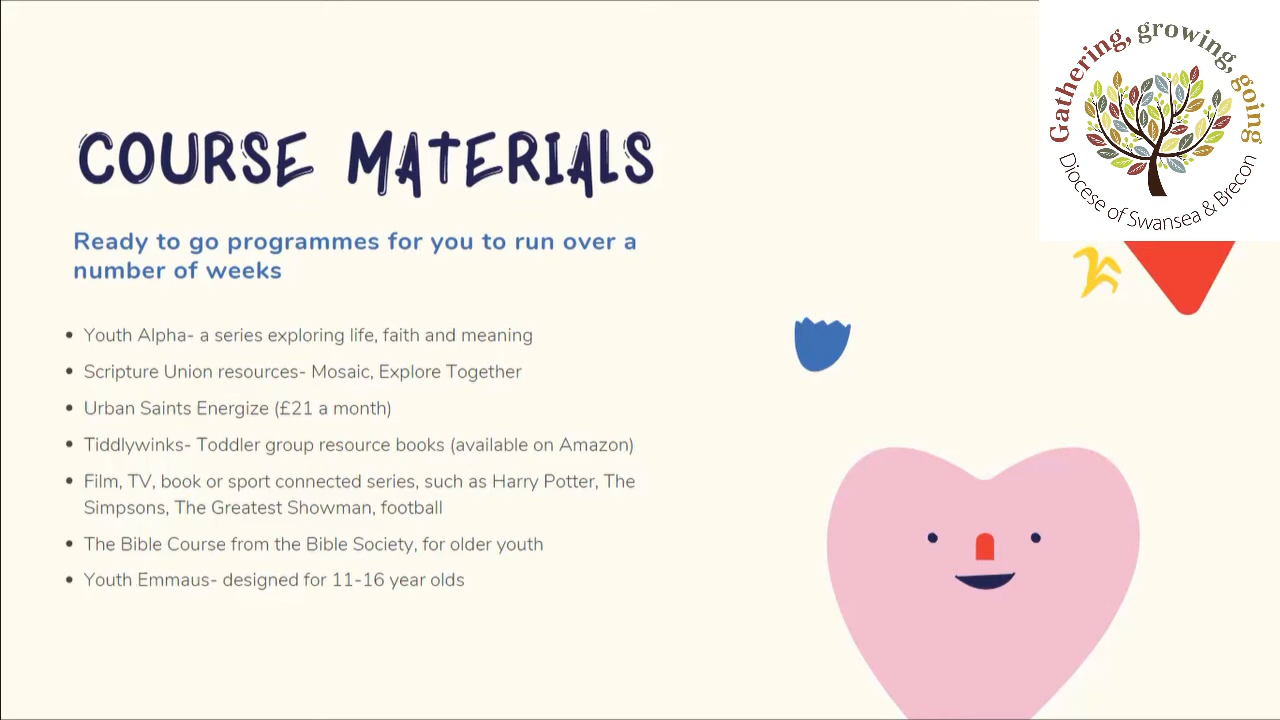 Gathering, growing, going
Diocese of Swansea & Brecon
COURSE MATERIALS
Ready to go programmes for you to run over a
number of weeks
• Youth Alpha- a series exploring life, faith and meaning
• Scripture Union resources- Mosaic, Explore Together
• Urban Saints Energize (£21 a month)
• Tiddlywinks- Toddler group resource books (available on Amazon)
• Film, TV, book or sport connected series, such as Harry Potter, The
Simpsons, The Greatest Showman, football
• The Bible Course from the Bible Society, for older youth
• Youth Emmaus- designed for 11-16 year olds